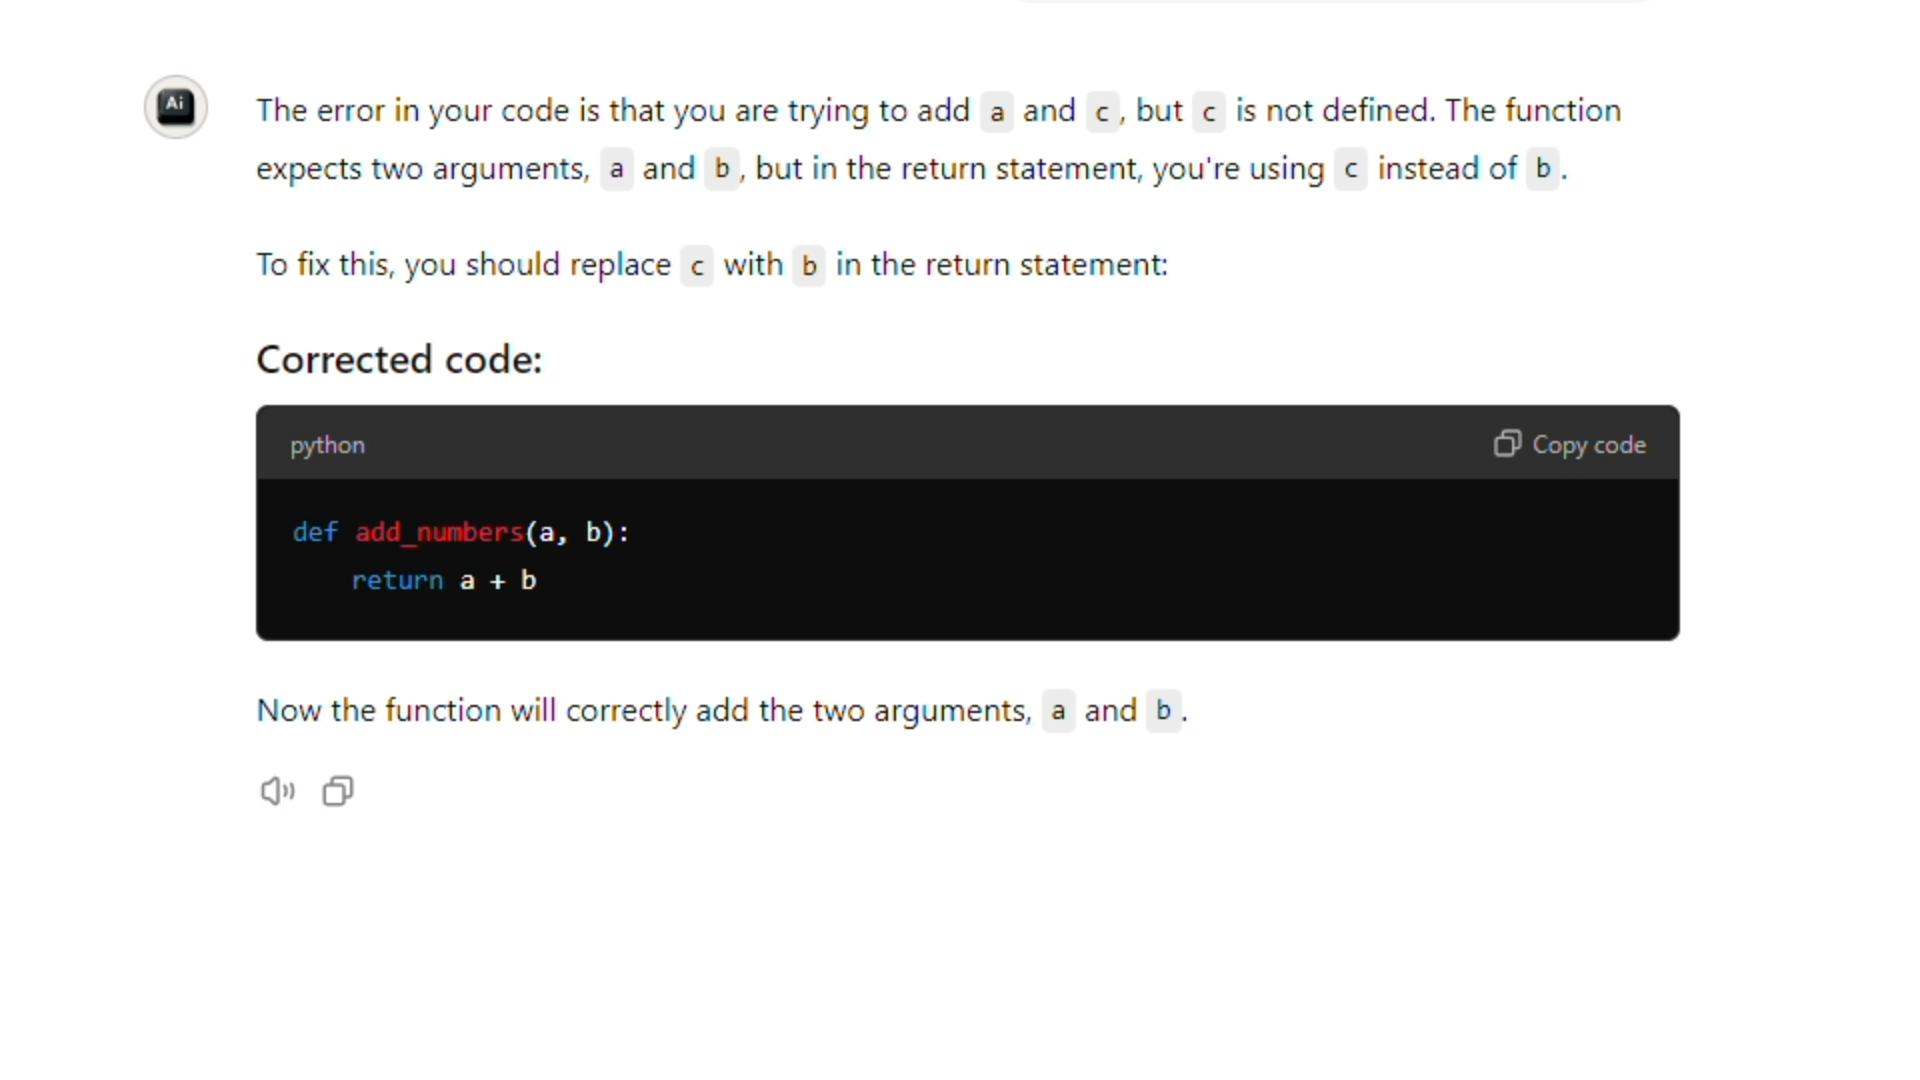 Ai
The error in your code is that you are trying to add a and c, but c is not defined. The function
expects two arguments, a and b, but in the return statement, you're using c instead of b.
To fix this, you should replace c with b in the return statement:
Corrected code:
python
Copy code
def add_numbers(a, b):
    return a + b
Now the function will correctly add the two arguments, a and b.